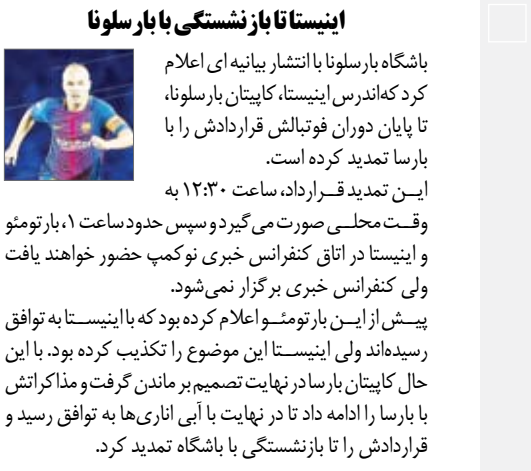 اینیستا تا بازنشستگی با بارسلونا
باشگاه بارسلونا با انتشار بیانیه ای اعلام
کرد که اندرس اینیستا، کاپیتان بارسلونا،
تا پایان دوران فوتبالش قراردادش را با
بارسا تمدید کرده است.
ایـن تمدید قـرارداد، ساعت ۱۲:۳۰ به
وقـت محلـی صورت می گیرد و سپس حدود ساعت ۱، بارتومئو
و اینیستا در اتاق کنفرانس خبری نوکمپ حضور خواهند یافت
ولی کنفرانس خبری برگزار نمی‌شود.
پیـش از ایـن بارتومئـو اعلام کرده بود که با اینیسـتا به توافق
رسیده‌اند ولی اینیسـتا این موضوع را تکذیب کرده بود. با این
حال کاپیتان بارسا در نهایت تصمیم بر ماندن گرفت و مذاکراتش
با بارسا را ادامه داد تا در نهایت با آبی اناری‌ها به توافق رسید و
قراردادش را تا بازنشستگی با باشگاه تمدید کرد.